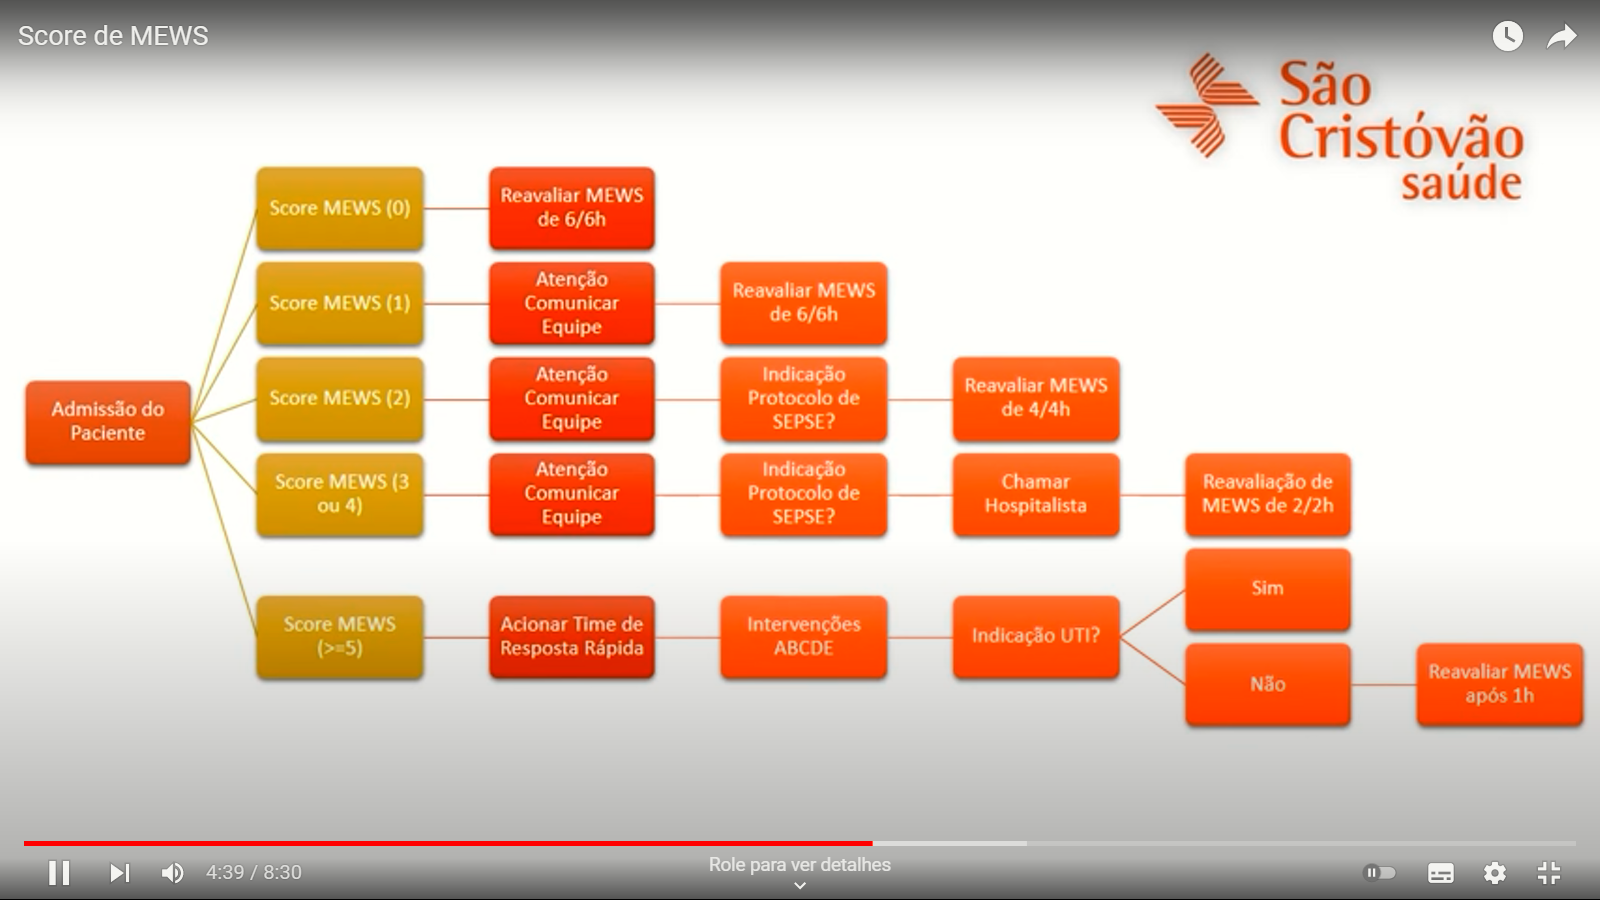 Score de MEWS
São
Cristóvão
saúde
Score MEWS (0)
Reavaliar MEWS
de 6/6h
Score MEWS (1)
Atenção
Comunicar
Equipe
Reavaliar MEWS
de 6/6h
Score MEWS (2)
Atenção
Comunicar
Equipe
Indicação
Protocolo de
SEPSE?
Reavaliar MEWS
de 4/4h
Admissão do
Paciente
Score MEWS (3
ou 4)
Atenção
Comunicar
Equipe
Indicação
Protocolo de
SEPSE?
Chamar
Hospitalista
Reavaliação de
MEWS de 2/2h
Score MEWS
(>=5)
Acionar Time de
Resposta Rápida
Intervenções
ABCDE
Indicação UTI?
Sim
Não
Reavaliar MEWS
após 1h
4:39 / 8:30
Role para ver detalhes